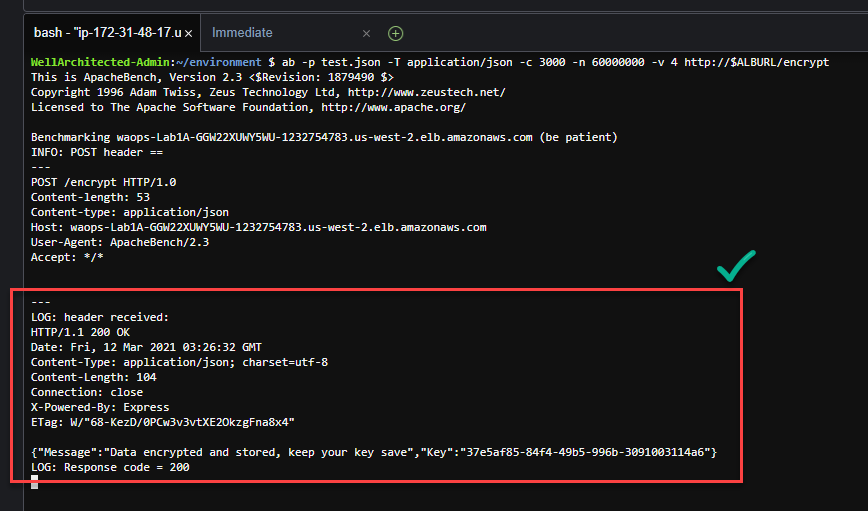 bash - "ip-172-31-48-17.u × Immediate ×
WellArchitected-Admin:~/environment $ ab -p test.json -T application/json -c 3000 -n 60000000 -v 4 http://$ALBURL/encrypt
This is ApacheBench, Version 2.3 <$Revision: 1879490 $>
Copyright 1996 Adam Twiss, Zeus Technology Ltd, http://www.zeustech.net/
Licensed to The Apache Software Foundation, http://www.apache.org/
Benchmarking waops-Lab1A-GGW22XUWY5WU-1232754783.us-west-2.elb.amazonaws.com (be patient)
INFO: POST header ==
---
POST /encrypt HTTP/1.0
Content-length: 53
Content-type: application/json
Host: waops-Lab1A-GGW22XUWY5WU-1232754783.us-west-2.elb.amazonaws.com
User-Agent: ApacheBench/2.3
Accept: */*
---
LOG: header received:
HTTP/1.1 200 OK
Date: Fri, 12 Mar 2021 03:26:32 GMT
Content-Type: application/json; charset=utf-8
Content-Length: 104
Connection: close
X-Powered-By: Express
ETag: W/"68-KezD/0PCw3v3vtXE2OkzgFna8x4"
{"Message":"Data encrypted and stored, keep your key save","Key":"37e5af85-84f4-49b5-996b-3091003114a6"}
LOG: Response code = 200